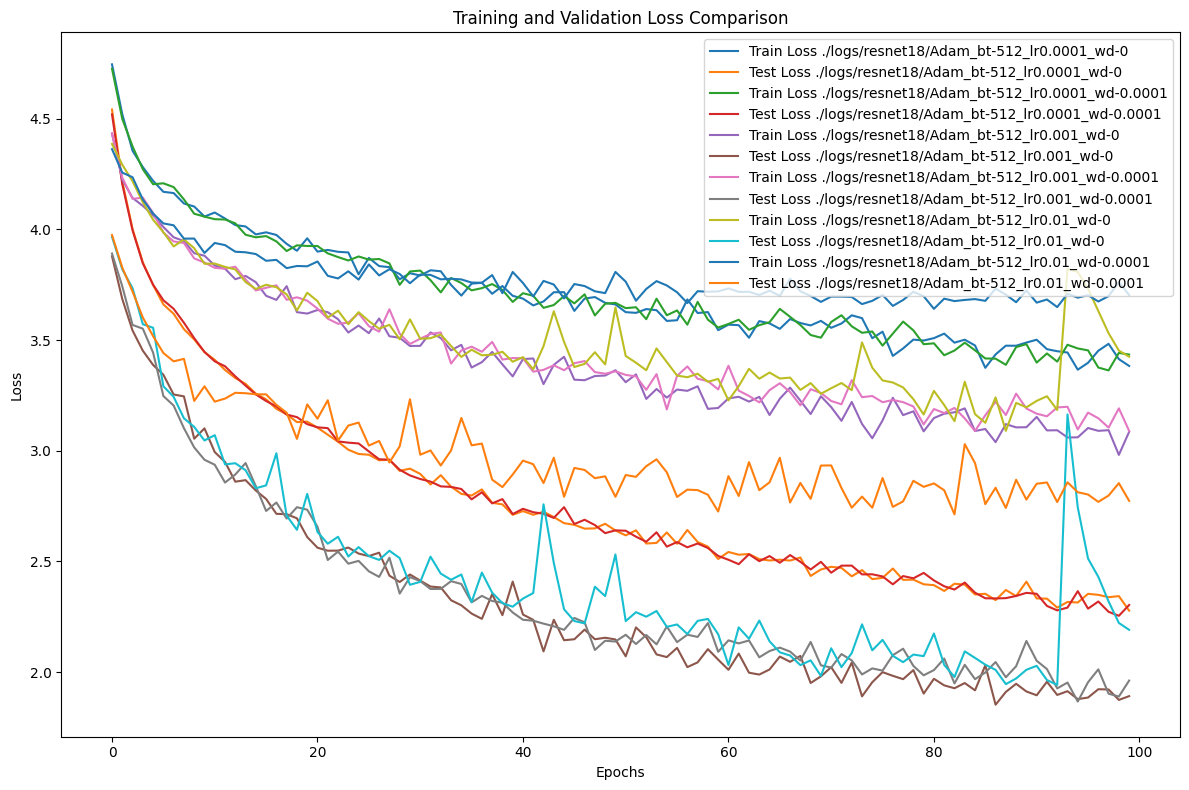 Training and Validation Loss Comparison
Train Loss ./logs/resnet18/Adam_bt-512_lr0.0001_wd-0
Test Loss ./logs/resnet18/Adam_bt-512_lr0.0001_wd-0
Train Loss ./logs/resnet18/Adam_bt-512_lr0.0001_wd-0.0001
Test Loss ./logs/resnet18/Adam_bt-512_lr0.0001_wd-0.0001
Train Loss ./logs/resnet18/Adam_bt-512_lr0.001_wd-0
Test Loss ./logs/resnet18/Adam_bt-512_lr0.001_wd-0
Train Loss ./logs/resnet18/Adam_bt-512_lr0.001_wd-0.0001
Test Loss ./logs/resnet18/Adam_bt-512_lr0.001_wd-0.0001
Train Loss ./logs/resnet18/Adam_bt-512_lr0.01_wd-0
Test Loss ./logs/resnet18/Adam_bt-512_lr0.01_wd-0
Train Loss ./logs/resnet18/Adam_bt-512_lr0.01_wd-0.0001
Test Loss ./logs/resnet18/Adam_bt-512_lr0.01_wd-0.0001
4.5
4.0
3.5
3.0
2.5
2.0
Loss
0 20 40 60 80 100
Epochs